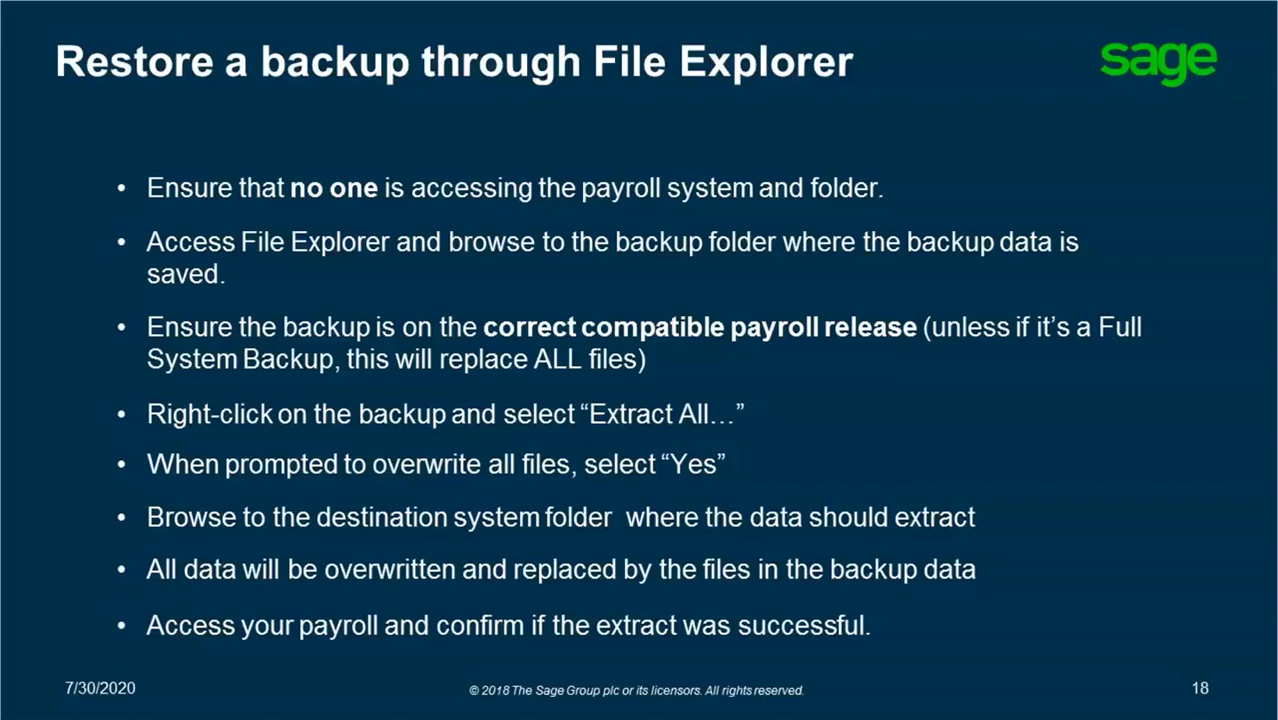 Restore a backup through File Explorer
sage
• Ensure that no one is accessing the payroll system and folder.
• Access File Explorer and browse to the backup folder where the backup data is
saved.
• Ensure the backup is on the correct compatible payroll release (unless if it’s a Full
System Backup, this will replace ALL files)
• Right-click on the backup and select “Extract All…”
• When prompted to overwrite all files, select “Yes”
• Browse to the destination system folder  where the data should extract
• All data will be overwritten and replaced by the files in the backup data
• Access your payroll and confirm if the extract was successful.
7/30/2020
© 2018 The Sage Group plc or its licensors. All rights reserved.
18